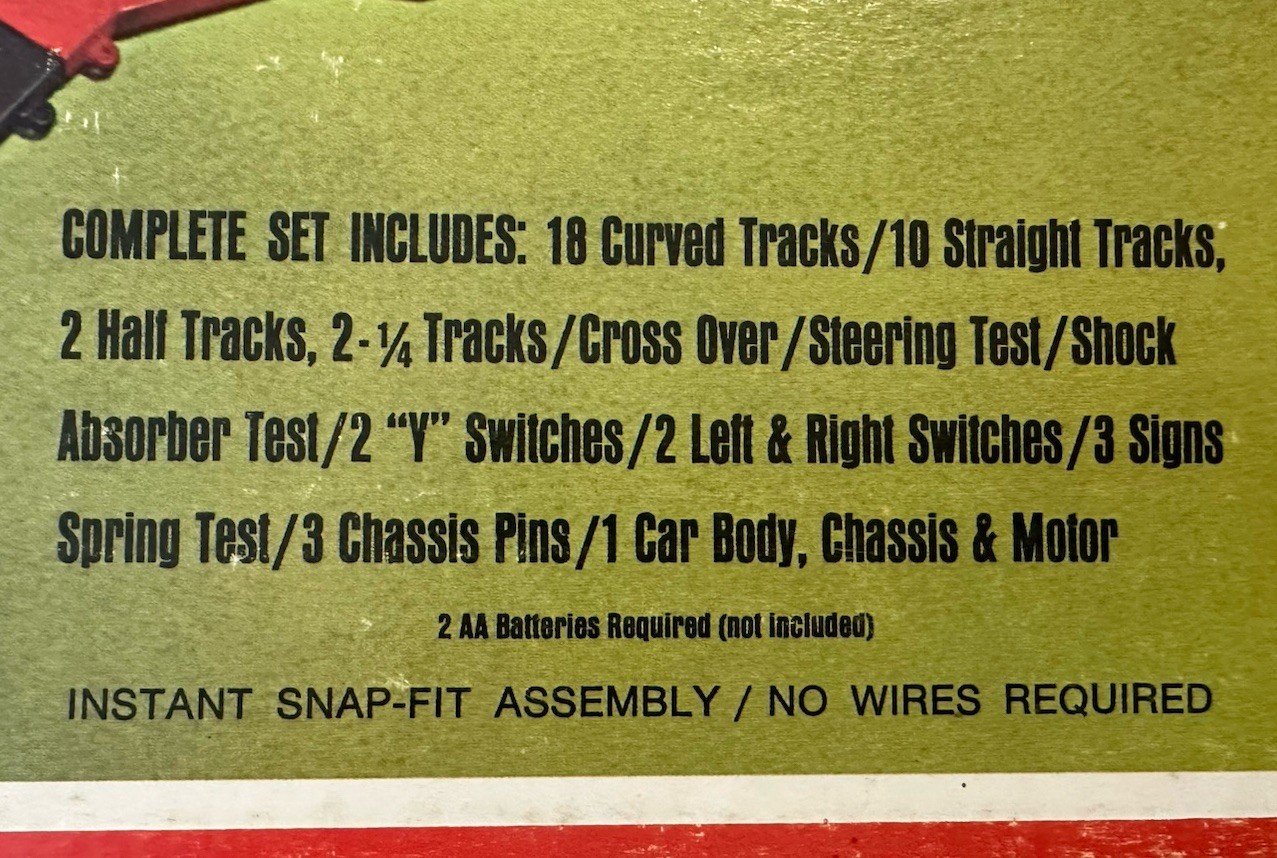 COMPLETE SET INCLUDES: 18 Curved Tracks/10 Straight Tracks,
2 Half Tracks, 2-¼ Tracks/Cross Over/Steering Test/Shock
Absorber Test/2 “Y” Switches/2 Left & Right Switches/3 Signs
Spring Test/3 Chassis Pins/1 Car Body, Chassis & Motor
2 AA Batteries Required (not included)
INSTANT SNAP-FIT ASSEMBLY / NO WIRES REQUIRED